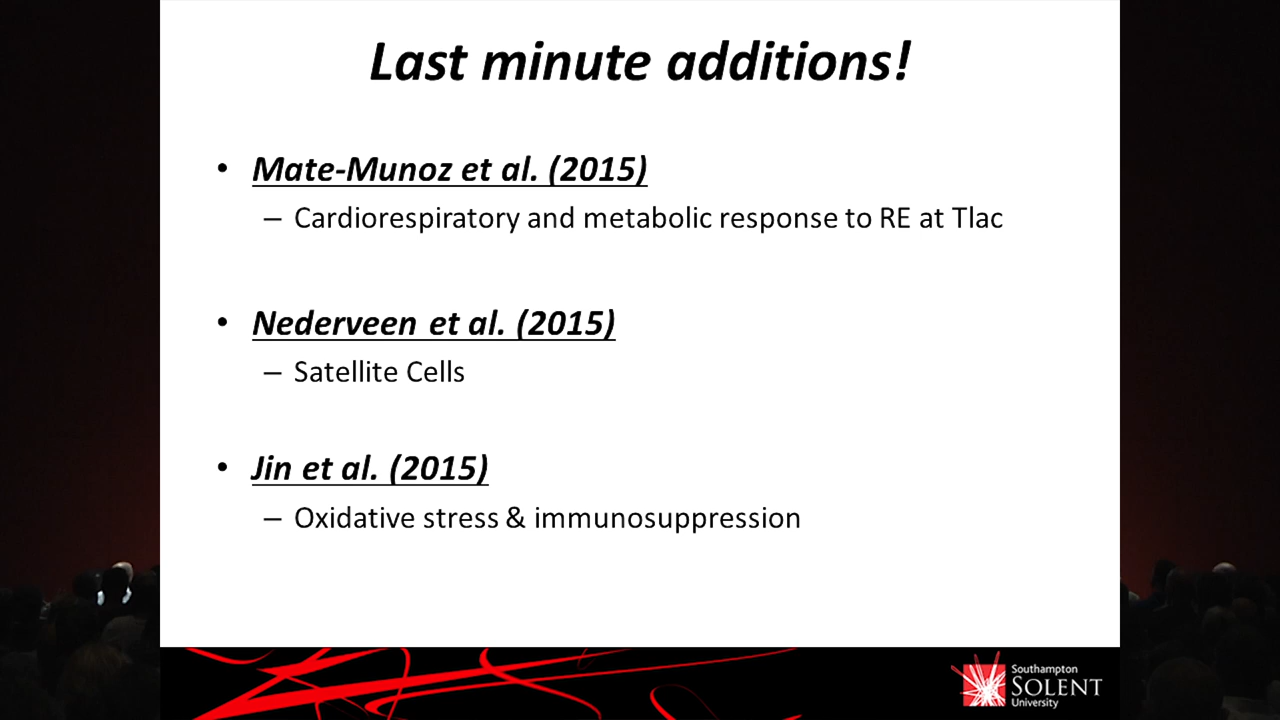 Last minute additions!
• Mate-Munoz et al. (2015)
– Cardiorespiratory and metabolic response to RE at Tlac
• Nederveen et al. (2015)
– Satellite Cells
• Jin et al. (2015)
– Oxidative stress & immunosuppression
Southampton
SOLENT
University